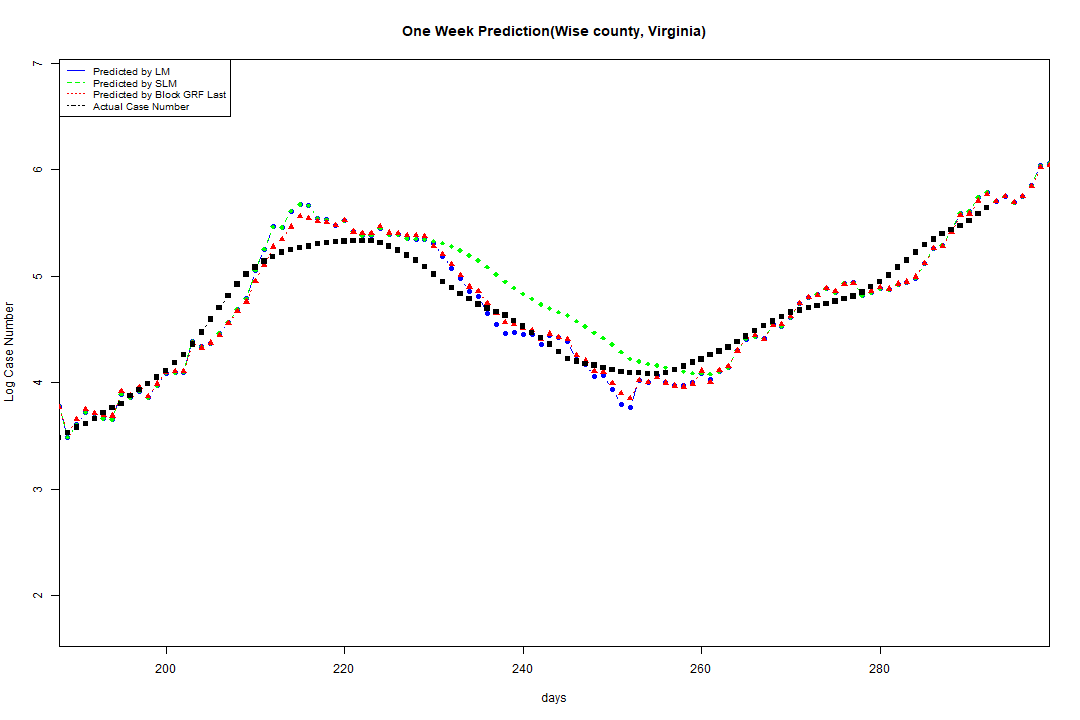 One Week Prediction(Wise county, Virginia)
Predicted by LM
Predicted by SLM
Predicted by Block GRF Last
Actual Case Number
7
6
5
4
3
2
Log Case Number
200 220 240 260 280
days